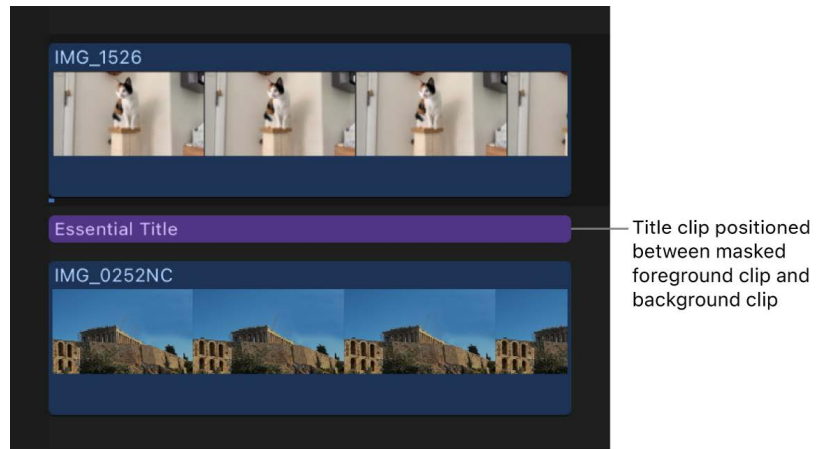 IMG_1526
Essential Title
Title clip positioned
between masked
foreground clip and
background clip
IMG_0252NC